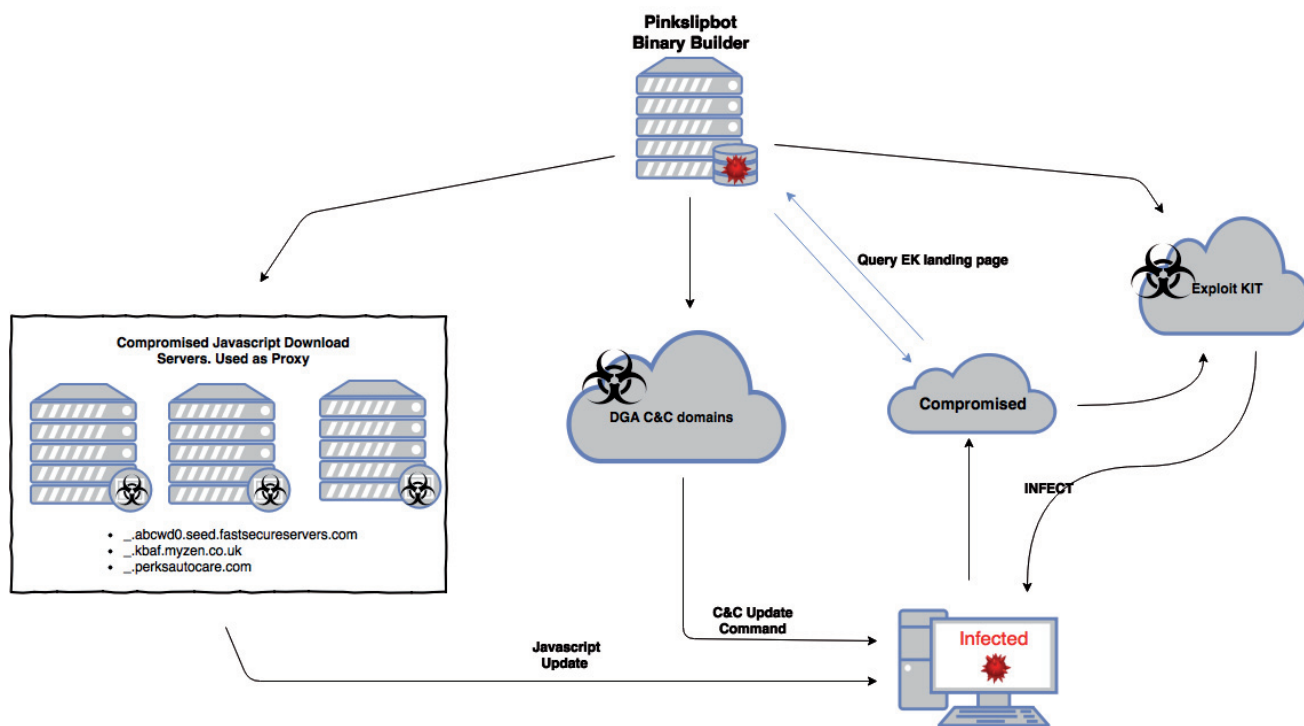 Pinkslipbot
Binary Builder
Query EK landing page
Exploit KIT
Compromised Javascript Download
Servers. Used as Proxy
DGA C&C domains
Compromised
INFECT
• _.abcwd0.seed.fastsecureservers.com
• _.kbaf.myzen.co.uk
• _.perksautocare.com
C&C Update
Command
Javascript
Update
Infected